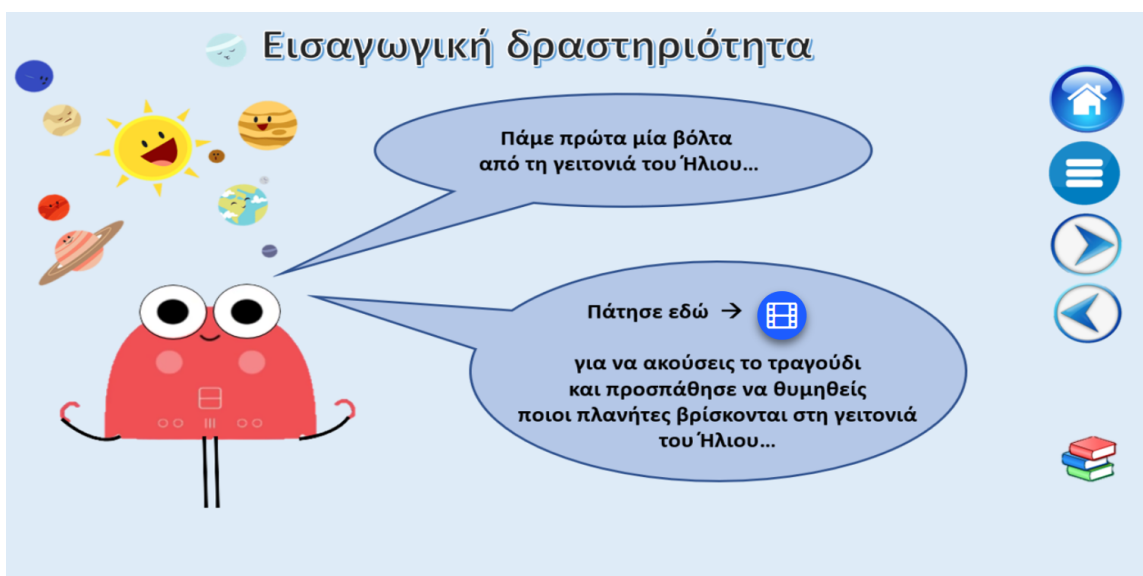 Εισαγωγική δραστηριότητα
Πάμε πρώτα μία βόλτα
από τη γειτονιά του Ήλιου...
Πάτησε εδώ →
για να ακούσεις το τραγούδι
και προσπάθησε να θυμηθείς
ποιοι πλανήτες βρίσκονται στη γειτονιά
του Ήλιου...